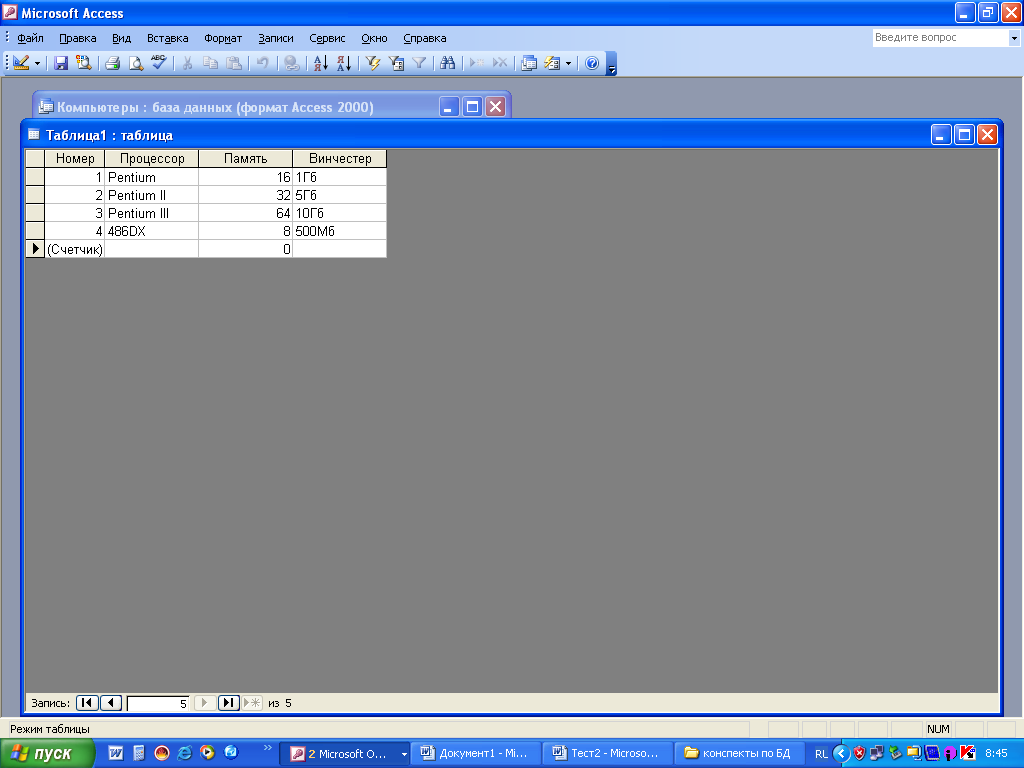 Microsoft Access
Файл Правка Вид Вставка Формат Записи Сервис Окно Справка Введите вопрос
Компьютеры : база данных (формат Access 2000)
Таблица1 : таблица
Номер Процессор Память Винчестер
1 Pentium 16 1Гб
2 Pentium II 32 5Гб
3 Pentium III 64 10Гб
4 486DX 8 500Мб
(Счетчик) 0
Запись: 5 из 5
Режим таблицы NUM
пуск 2 Microsoft O... Документ1 - Mi... Тест2 - Microso... конспекты по БД RL 8:45